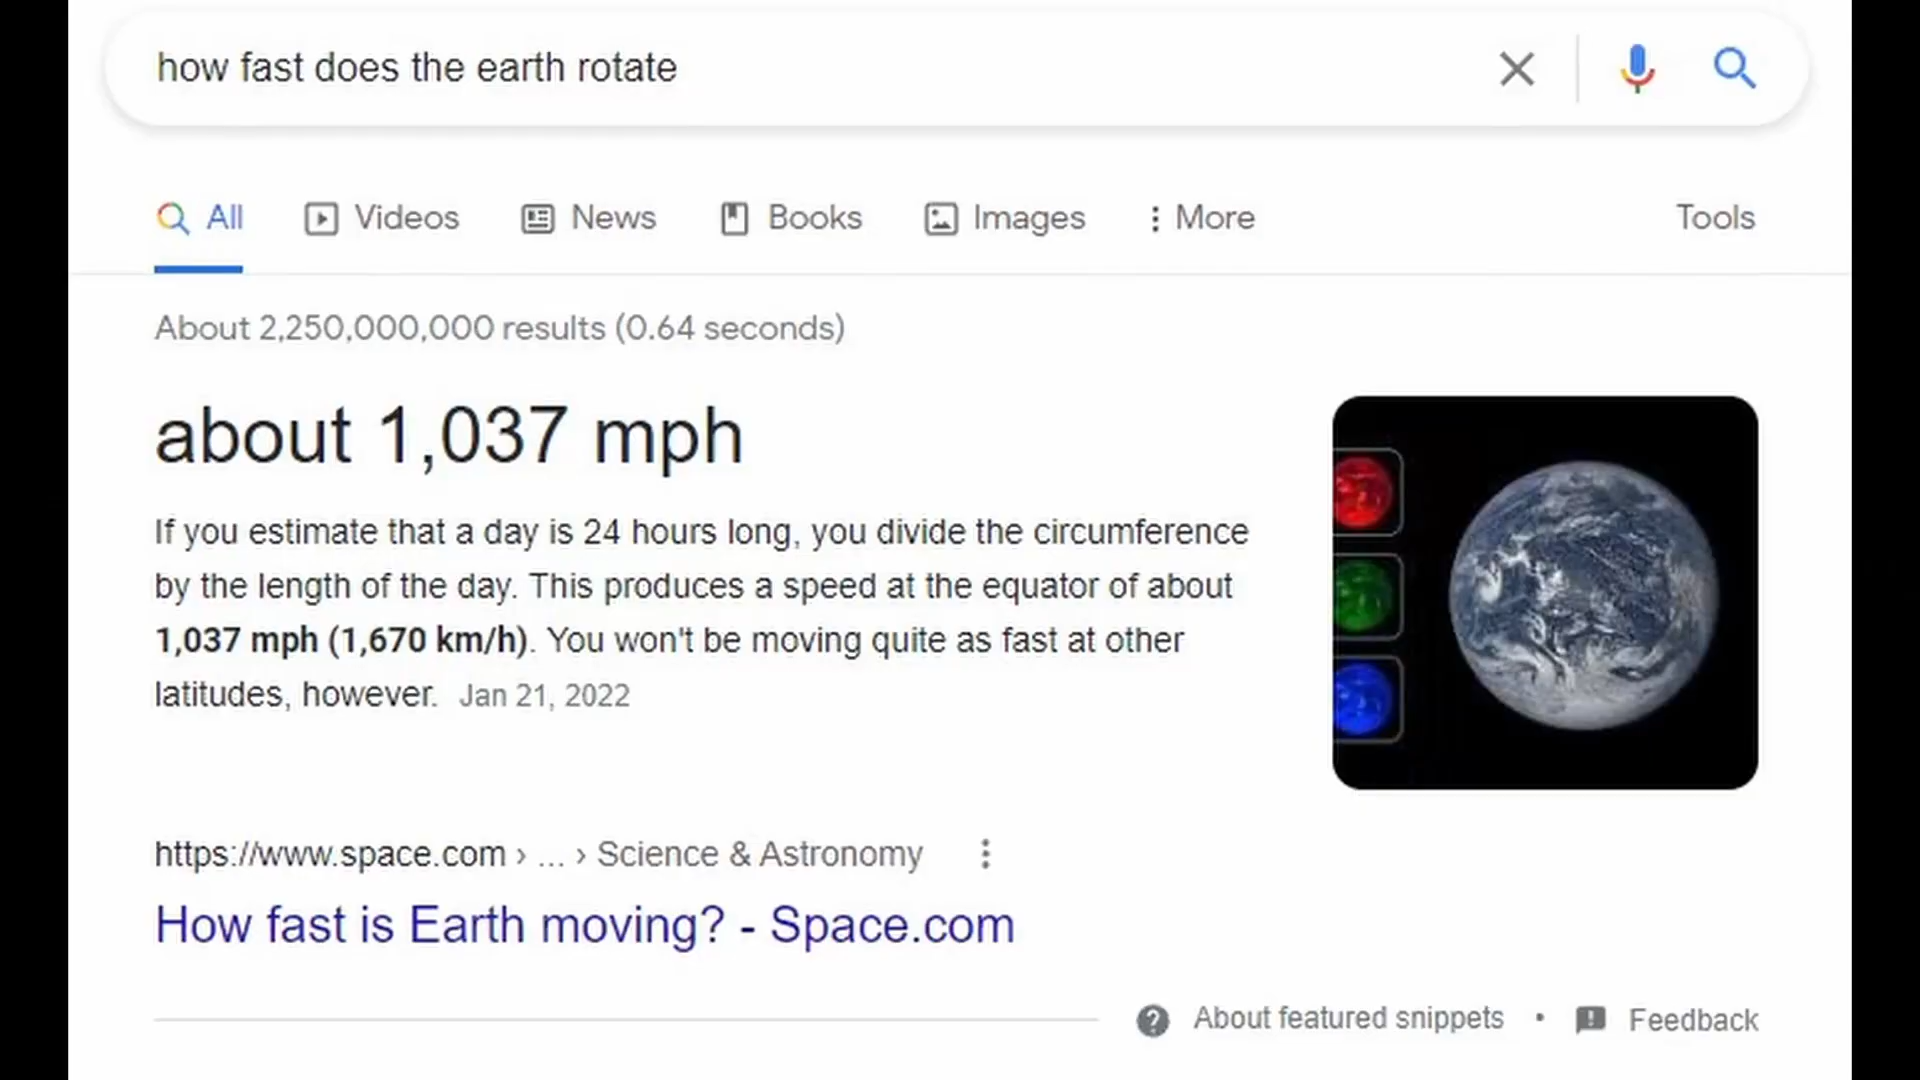 how fast does the earth rotate
All Videos News Books Images More Tools
About 2,250,000,000 results (0.64 seconds)
about 1,037 mph
If you estimate that a day is 24 hours long, you divide the circumference
by the length of the day. This produces a speed at the equator of about
1,037 mph (1,670 km/h). You won't be moving quite as fast at other
latitudes, however. Jan 21, 2022
https://www.space.com › ... › Science & Astronomy
How fast is Earth moving? - Space.com
About featured snippets • Feedback